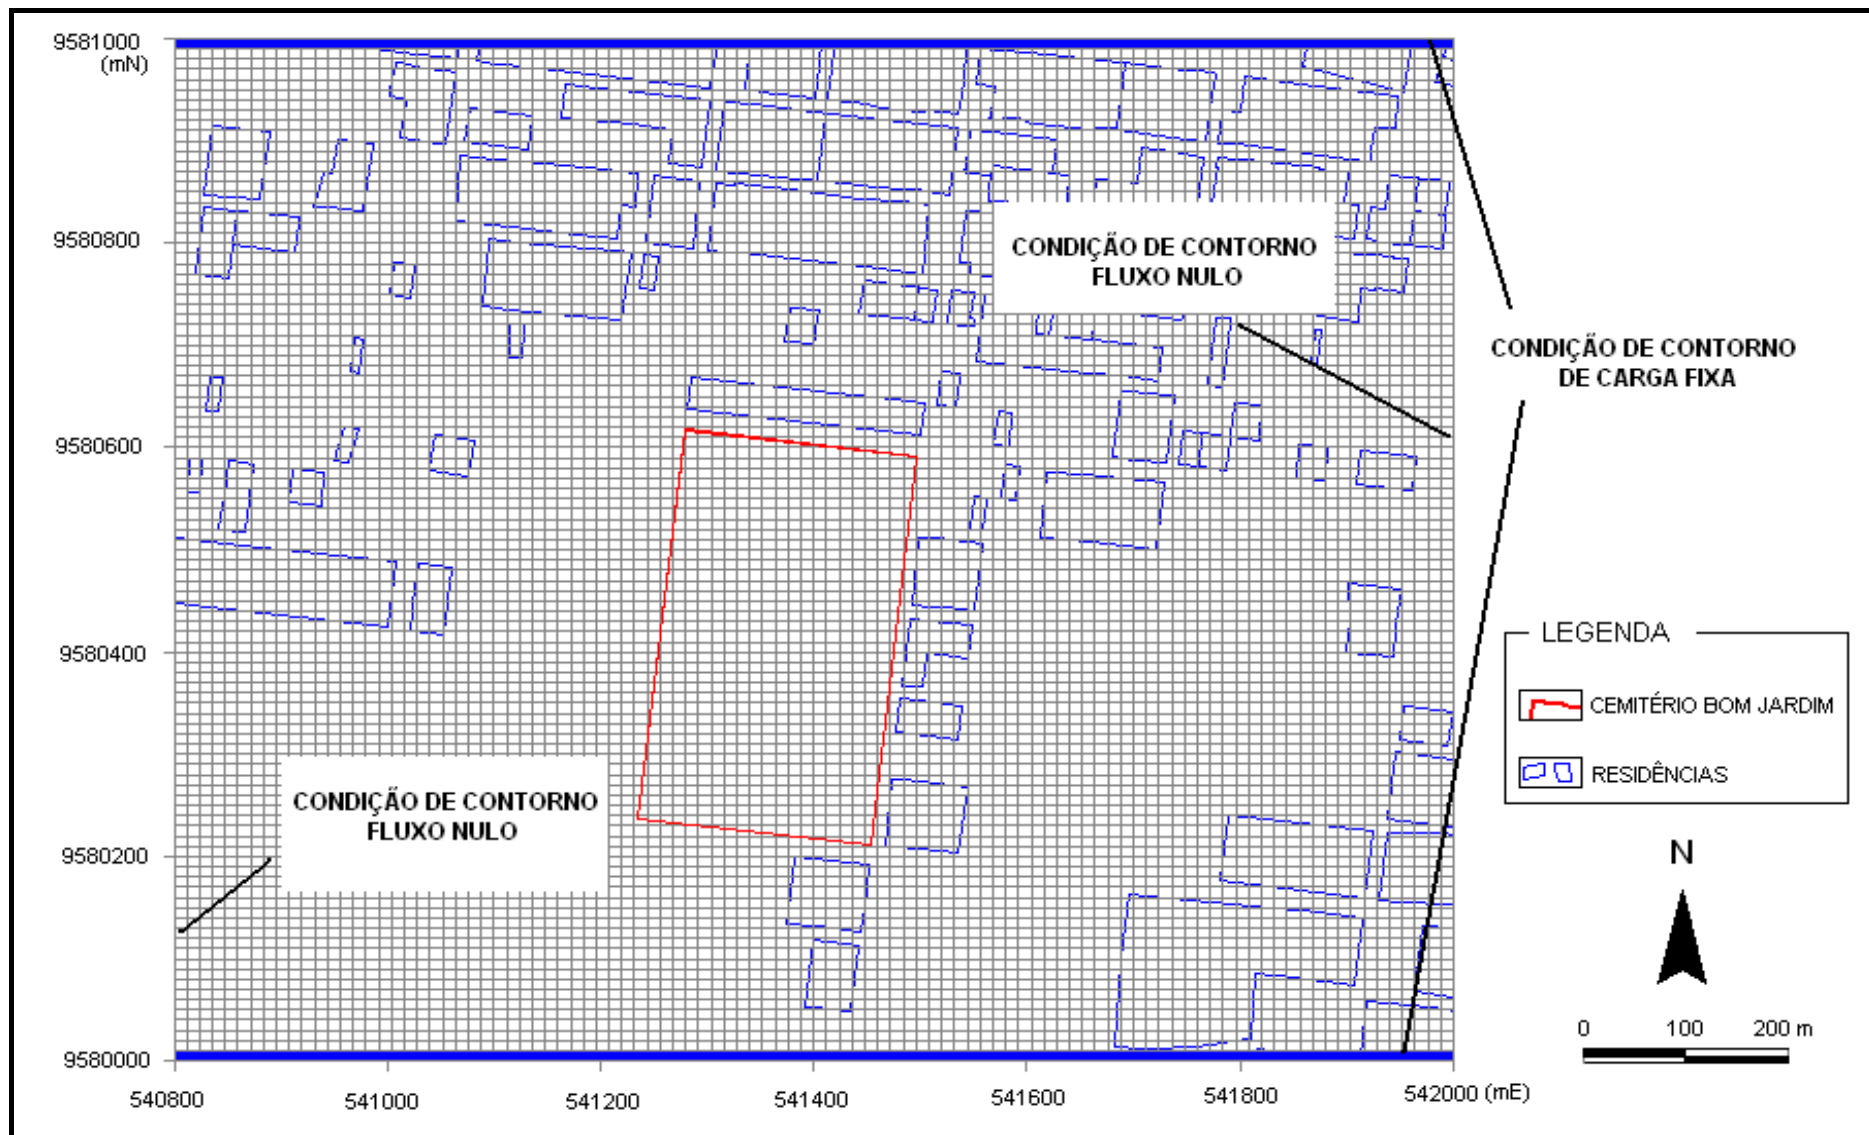 9581000
(mN)
9580800
9580600
9580400
9580200
9580000
540800
541000
541200
541400
541600
541800
542000 (mE)
CONDIÇÃO DE CONTORNO
FLUXO NULO
CONDIÇÃO DE CONTORNO
DE CARGA FIXA
CONDIÇÃO DE CONTORNO
FLUXO NULO
LEGENDA
CEMITÉRIO BOM JARDIM
RESIDÊNCIAS
N
0 100 200 m